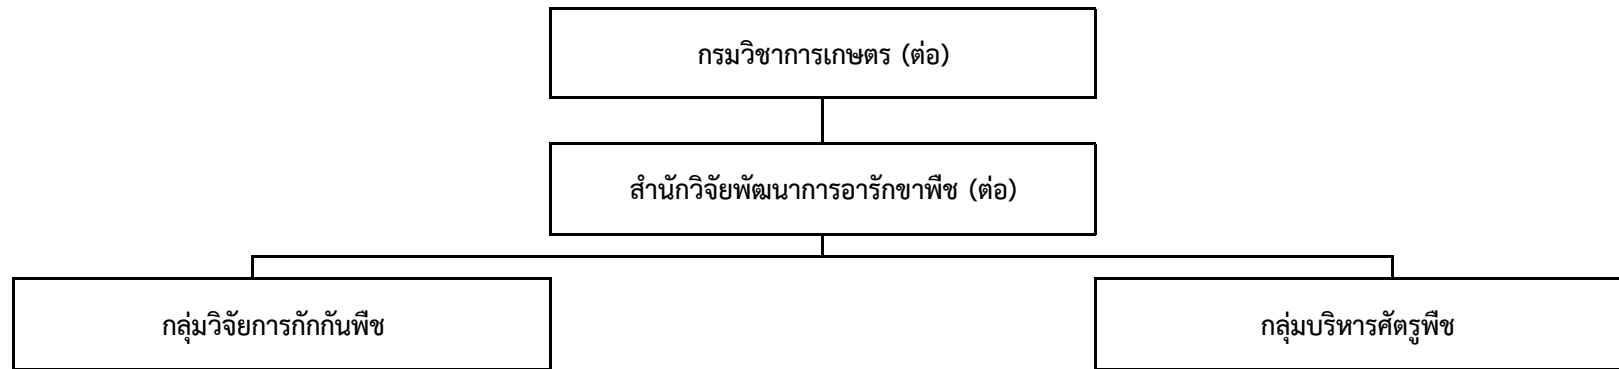 กรมวิชาการเกษตร (ต่อ)
สำนักวิจัยพัฒนาการอารักขาพืช (ต่อ)
กลุ่มวิจัยการกักกันพืช
กลุ่มบริหารศัตรูพืช